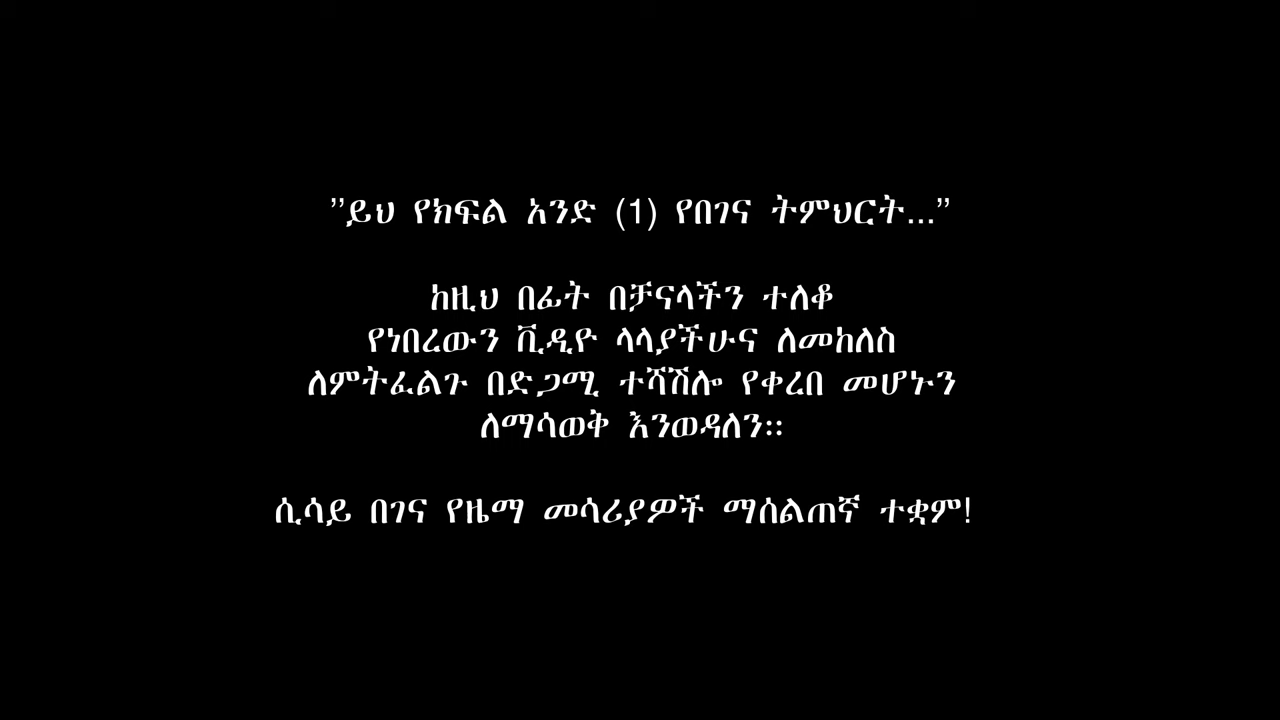 ”ይህ የክፍል አንድ (1) የበገና ትምህርት...”
ከዚህ በፊት በቻናላችን ተለቆ
የነበረውን ቪዲዮ ላላያችሁና ለመከለስ
ለምትፈልጉ በድጋሚ ተሻሽሎ የቀረበ መሆኑን
ለማሳወቅ እንወዳለን።
ሲሳይ በገና የዜማ መሳሪያዎች ማሰልጠኛ ተቋም!